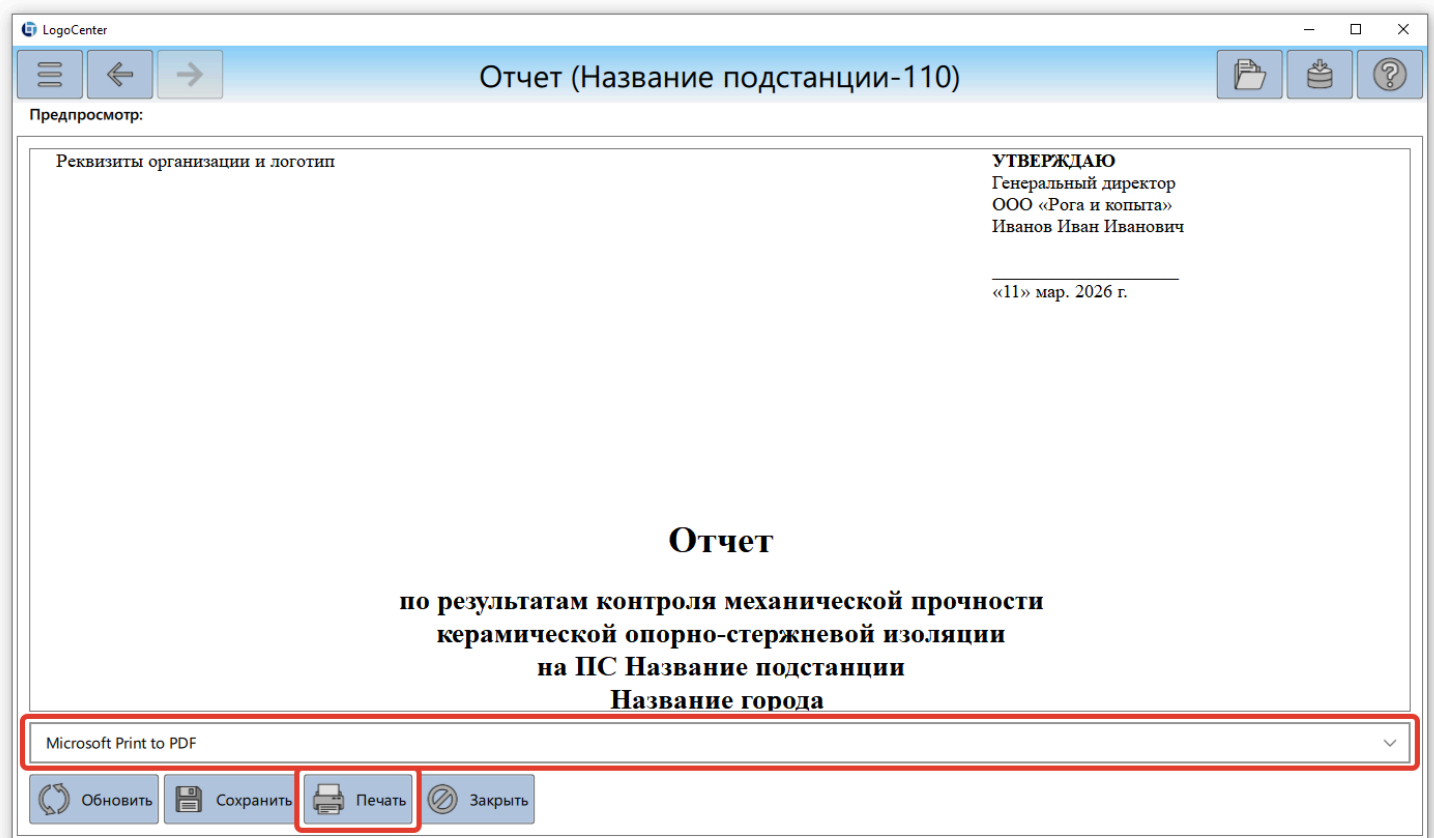 LogoCenter
Отчет (Название подстанции-110)
Предпросмотр:
Реквизиты организации и логотип
УТВЕРЖДАЮ
Генеральный директор
ООО «Рога и копыта»
Иванов Иван Иванович
«11» мар. 2026 г.
Отчет
по результатам контроля механической прочности
керамической опорно-стержневой изоляции
на ПС Название подстанции
Название города
Microsoft Print to PDF
Обновить
Сохранить
Печать
Закрыть